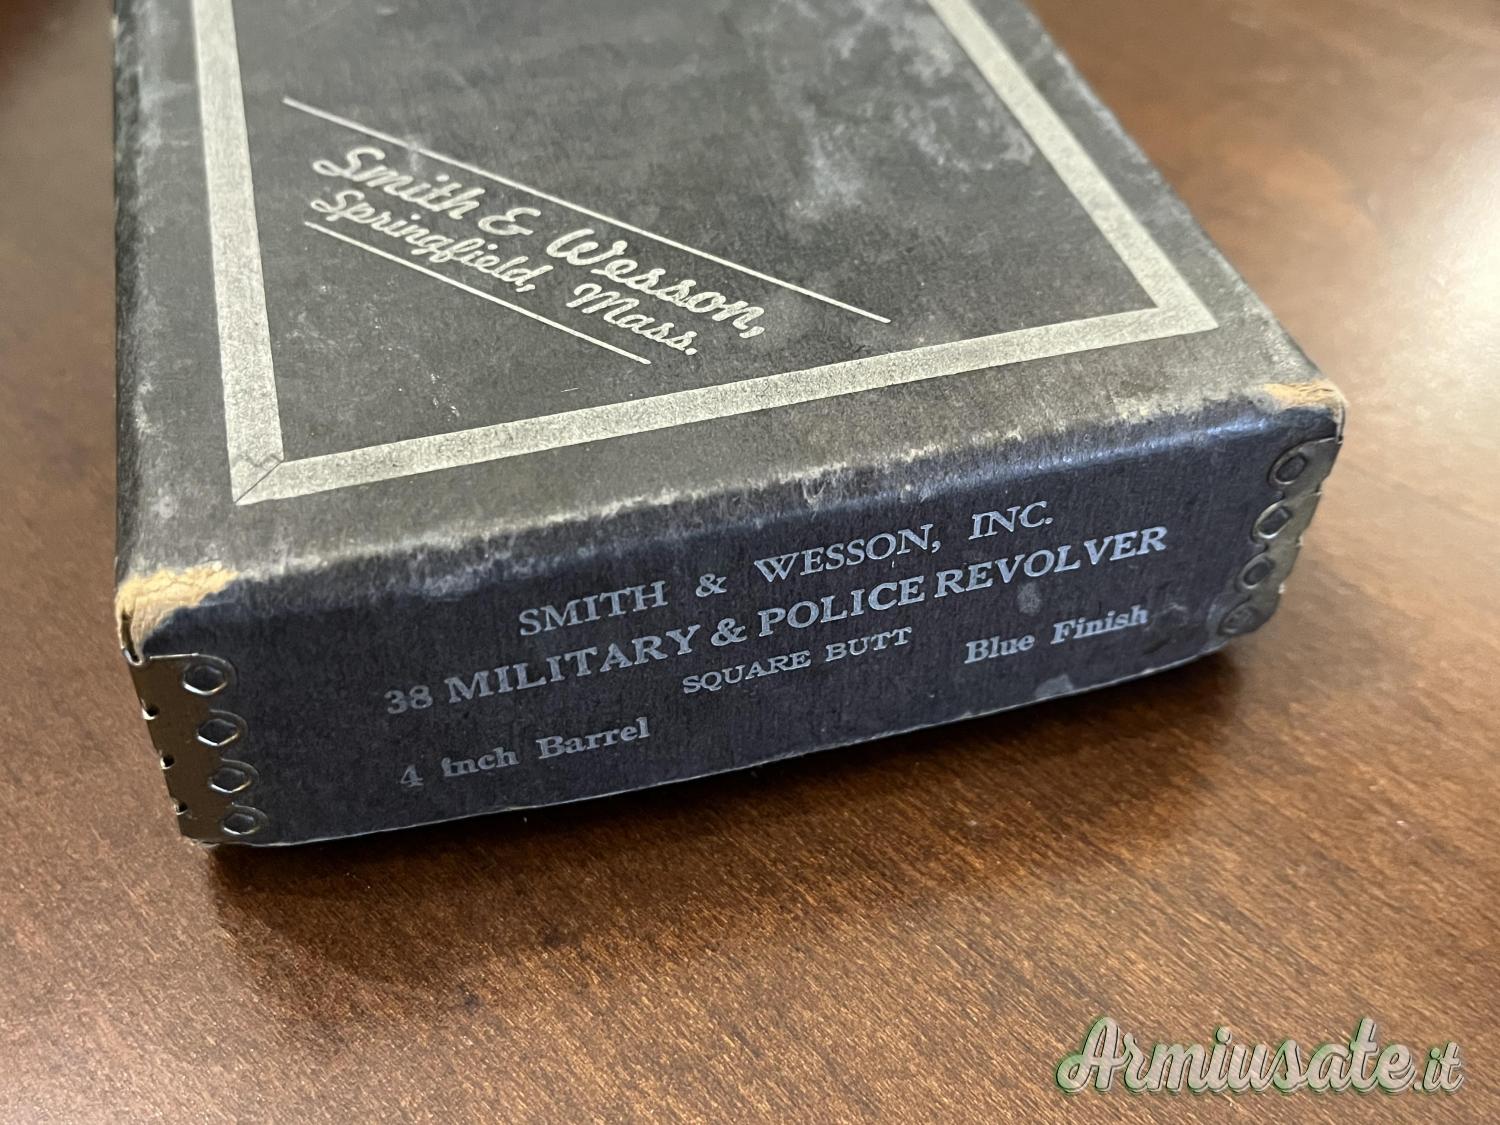 Smith & Wesson,
Springfield, Mass.
SMITH & WESSON, INC.
38 MILITARY & POLICE REVOLVER
SQUARE BUTT
4 inch Barrel Blue Finish
Armiusate.it